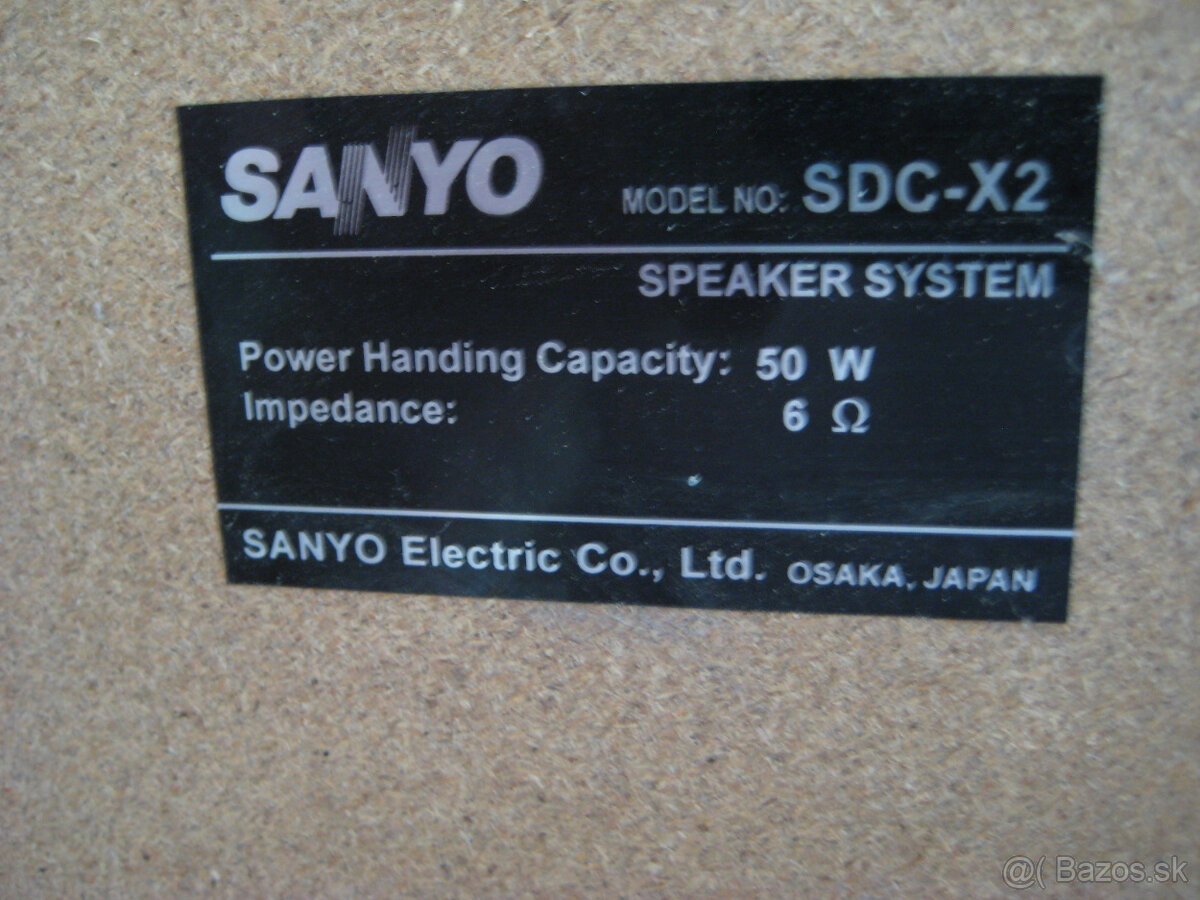 SANYO MODEL NO: SDC-X2
SPEAKER SYSTEM
Power Handing Capacity: 50 W
Impedance: 6 Ω
SANYO Electric Co., Ltd. OSAKA, JAPAN
@( Bazos.sk